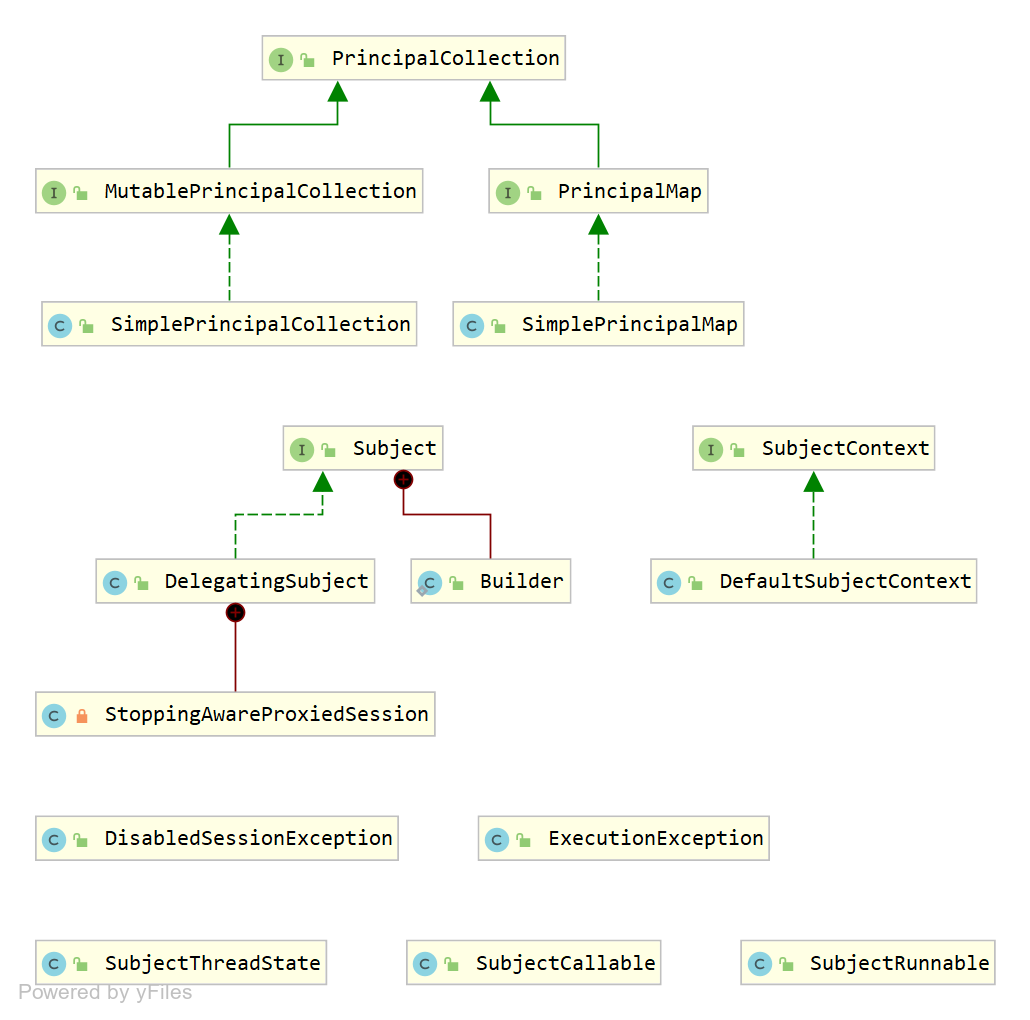 I PrincipalCollection
I MutablePrincipalCollection
I PrincipalMap
C SimplePrincipalCollection
C SimplePrincipalMap
I Subject
I SubjectContext
C DelegatingSubject
C Builder
C DefaultSubjectContext
C StoppingAwareProxiedSession
C DisabledSessionException
C ExecutionException
C SubjectThreadState
C SubjectCallable
C SubjectRunnable
Powered by yFiles